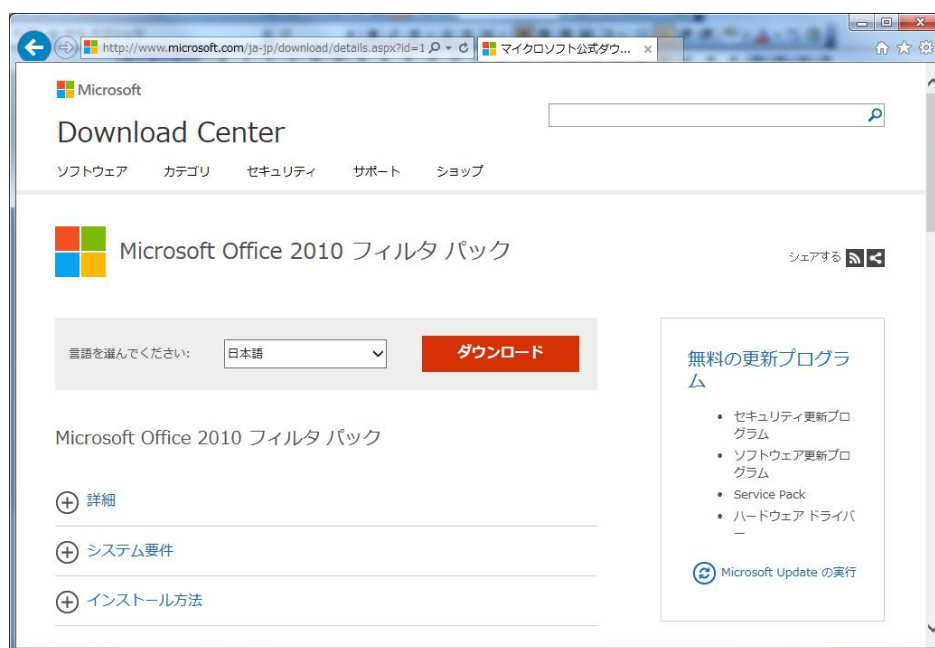 http://www.microsoft.com/ja-jp/download/details.aspx?id=1
マイクロソフト公式ダウ...
Microsoft
Download Center
ソフトウェア カテゴリ セキュリティ サポート ショップ
Microsoft Office 2010 フィルタ パック
シェアする
言語を選んでください: 日本語 ダウンロード
Microsoft Office 2010 フィルタ パック
詳細
システム要件
インストール方法
無料の更新プログラ
ム
• セキュリティ更新プロ
グラム
• ソフトウェア更新プロ
グラム
• Service Pack
• ハードウェア ドライバ
ー
Microsoft Update の実行